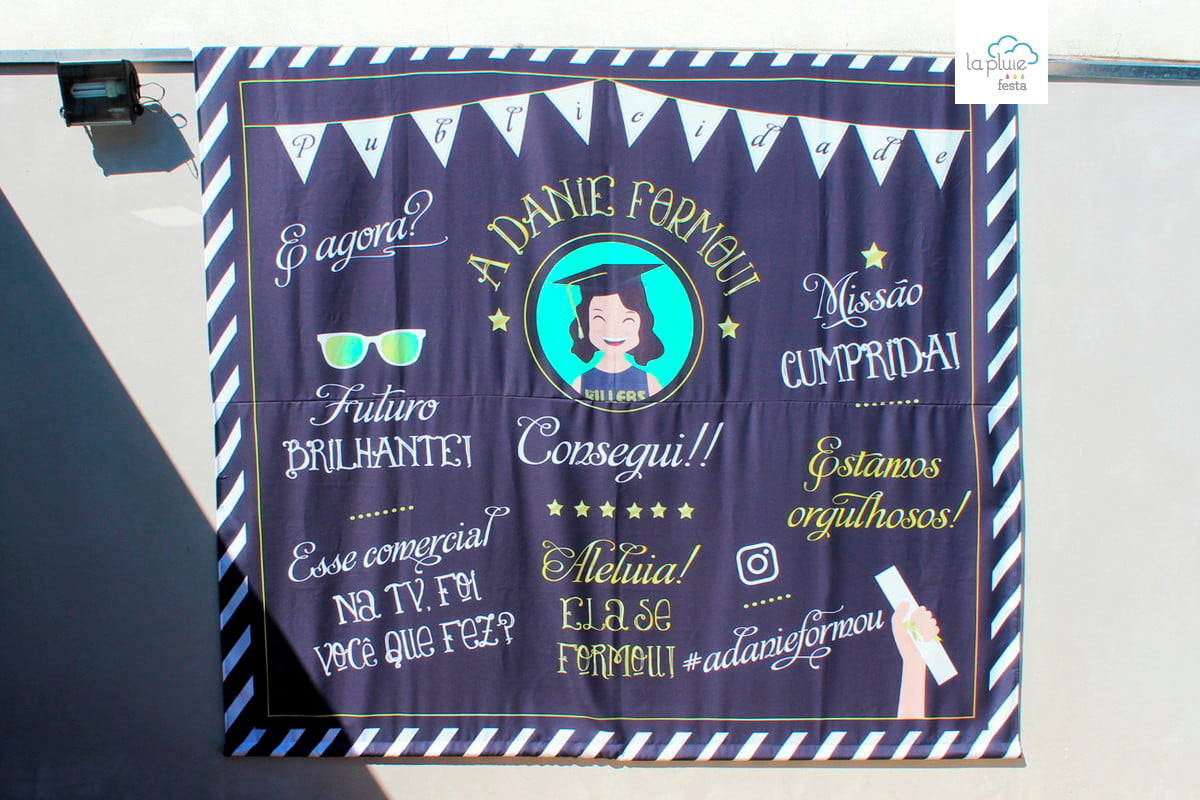 la pluie
festa
Publicidade
A DANIE FORMOU!
E agora?
Missão
CUMPRIDA!
KILLERS
Futuro
BRILHANTE!
Consegui!!
Estamos
orgulhosos!
Esse comercial
NA TV, FOI
VOCÊ QUE FEZ?
Aleluia!
ELA SE
FORMOU!
#adanieformou